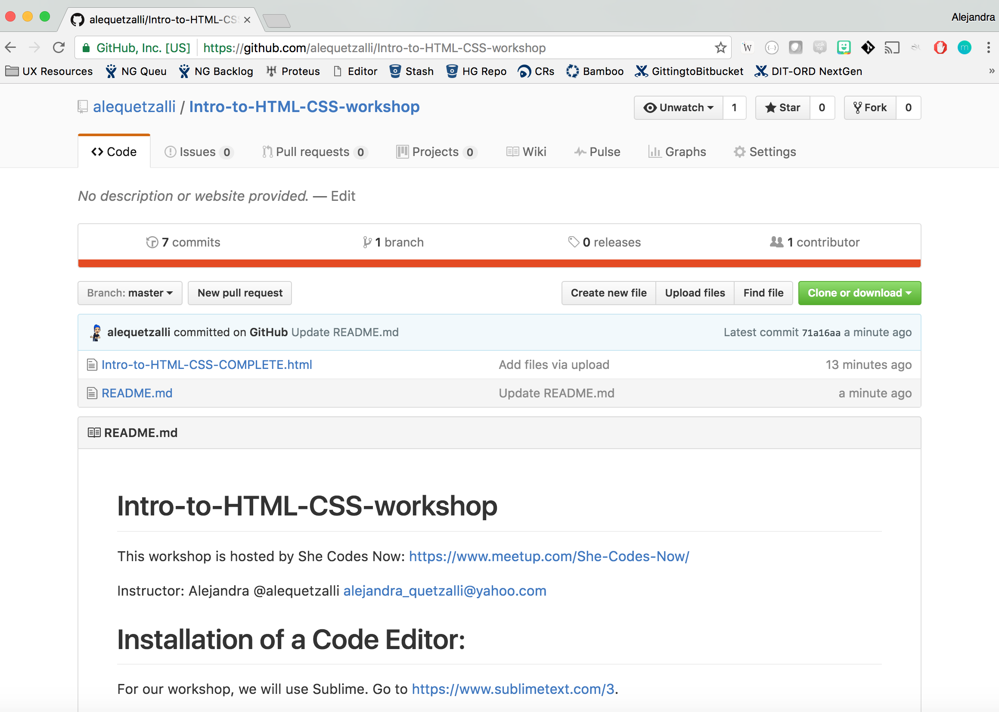 alequetzalli/Intro-to-HTML-CS
Alejandra
GitHub, Inc. [US] https://github.com/alequetzalli/Intro-to-HTML-CSS-workshop
W {...} walk me m
UX Resources NG Queu NG Backlog Proteus Editor Stash HG Repo CRs Bamboo GittingtoBitbucket DIT-ORD NextGen »
alequetzalli / Intro-to-HTML-CSS-workshop Unwatch 1 Star 0 Fork 0
Code Issues 0 Pull requests 0 Projects 0 Wiki Pulse Graphs Settings
No description or website provided. — Edit
7 commits 1 branch 0 releases 1 contributor
Branch: master New pull request Create new file Upload files Find file Clone or download
alequetzalli committed on GitHub Update README.md Latest commit 71a16aa a minute ago
Intro-to-HTML-CSS-COMPLETE.html Add files via upload 13 minutes ago
README.md Update README.md a minute ago
README.md
Intro-to-HTML-CSS-workshop
This workshop is hosted by She Codes Now: https://www.meetup.com/She-Codes-Now/
Instructor: Alejandra @alequetzalli alejandra_quetzalli@yahoo.com
Installation of a Code Editor:
For our workshop, we will use Sublime. Go to https://www.sublimetext.com/3.